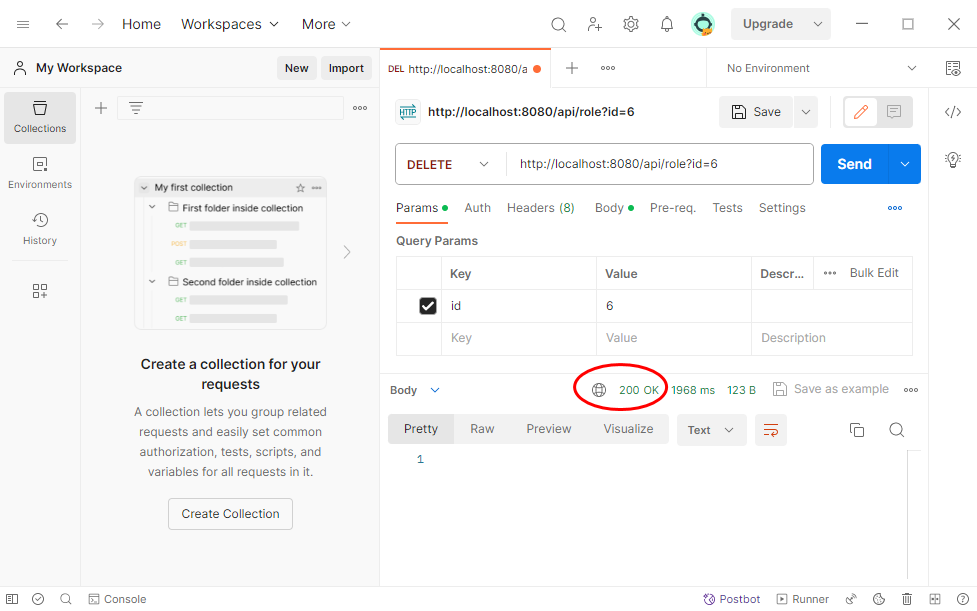 Home Workspaces More Upgrade
My Workspace New Import
DEL http://localhost:8080/a No Environment
Collections
Environments
History
My first collection
First folder inside collection
GET
POST
GET
Second folder inside collection
GET
GET
Create a collection for your
requests
A collection lets you group related
requests and easily set common
authorization, tests, scripts, and
variables for all requests in it.
Create Collection
HTTP http://localhost:8080/api/role?id=6 Save
DELETE http://localhost:8080/api/role?id=6 Send
Params Auth Headers (8) Body Pre-req. Tests Settings
Query Params
Key Value Descr... Bulk Edit
id 6
Key Value Description
Body 200 OK 1968 ms 123 B Save as example
Pretty Raw Preview Visualize Text
1
Console Postbot Runner